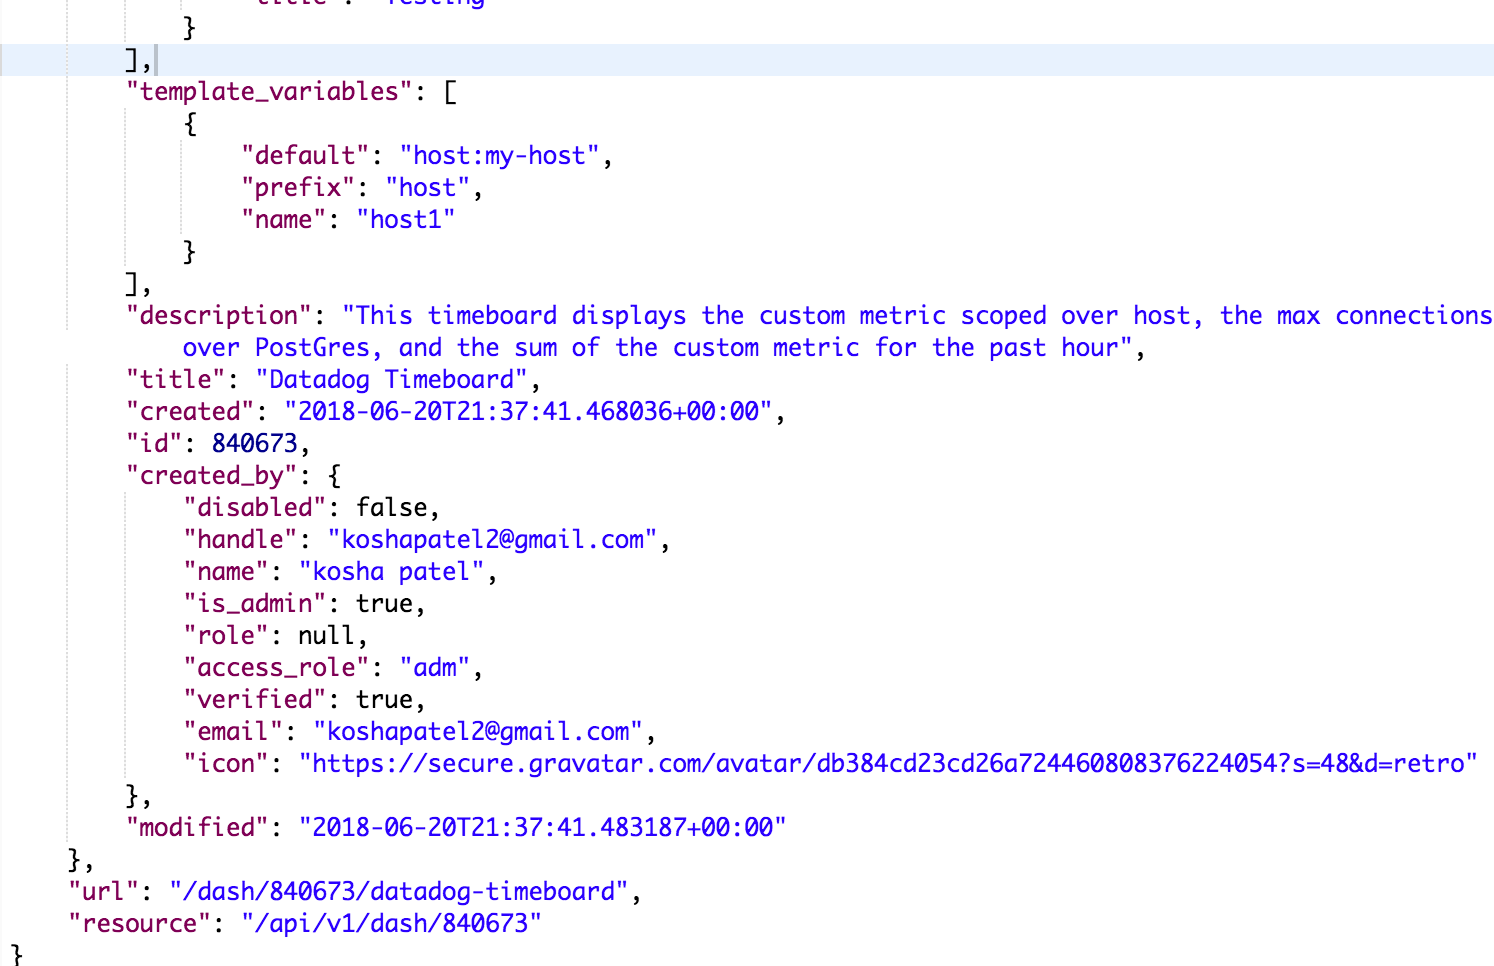 "title": "Testing
}
],
"template_variables": [
{
"default": "host:my-host",
"prefix": "host",
"name": "host1"
}
],
"description": "This timeboard displays the custom metric scoped over host, the max connections
over PostGres, and the sum of the custom metric for the past hour",
"title": "Datadog Timeboard",
"created": "2018-06-20T21:37:41.468036+00:00",
"id": 840673,
"created_by": {
"disabled": false,
"handle": "koshapatel2@gmail.com",
"name": "kosha patel",
"is_admin": true,
"role": null,
"access_role": "adm",
"verified": true,
"email": "koshapatel2@gmail.com",
"icon": "https://secure.gravatar.com/avatar/db384cd23cd26a724460808376224054?s=48&d=retro"
},
"modified": "2018-06-20T21:37:41.483187+00:00"
},
"url": "/dash/840673/datadog-timeboard",
"resource": "/api/v1/dash/840673"
}